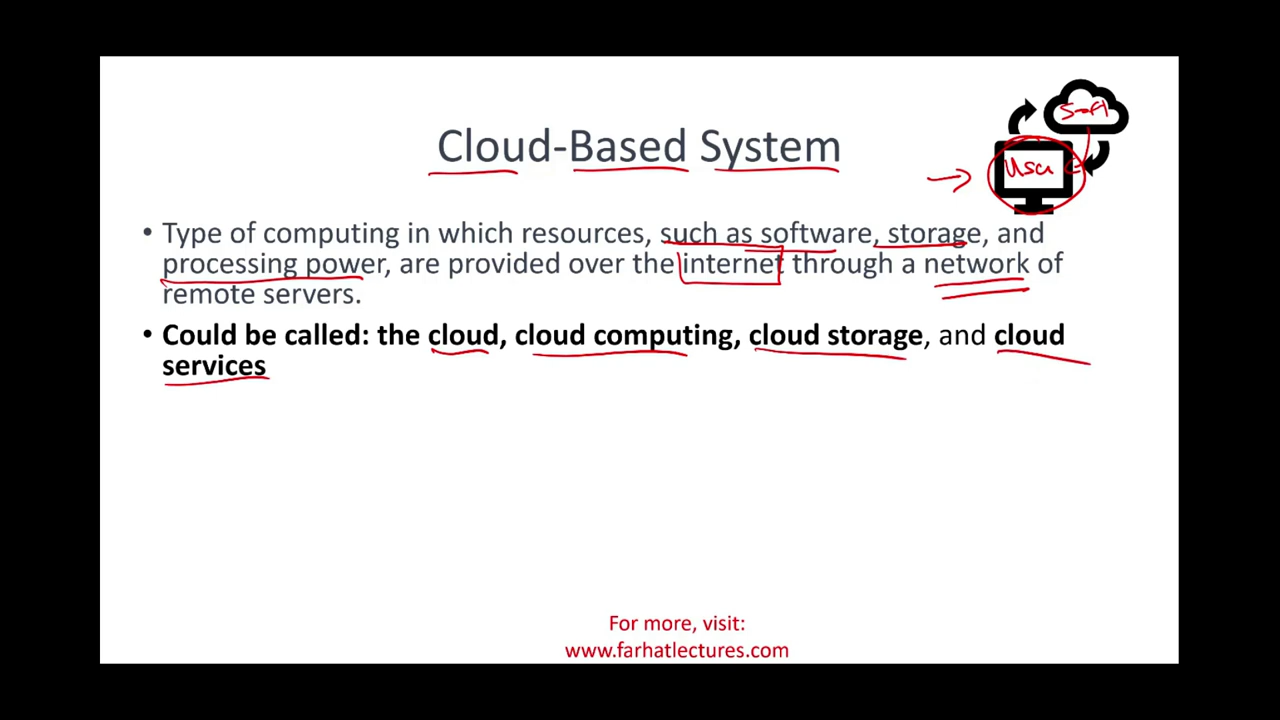 Soft
User
Cloud-Based System
• Type of computing in which resources, such as software, storage, and
processing power, are provided over the internet through a network of
remote servers.
• Could be called: the cloud, cloud computing, cloud storage, and cloud
services
For more, visit:
www.farhatlectures.com